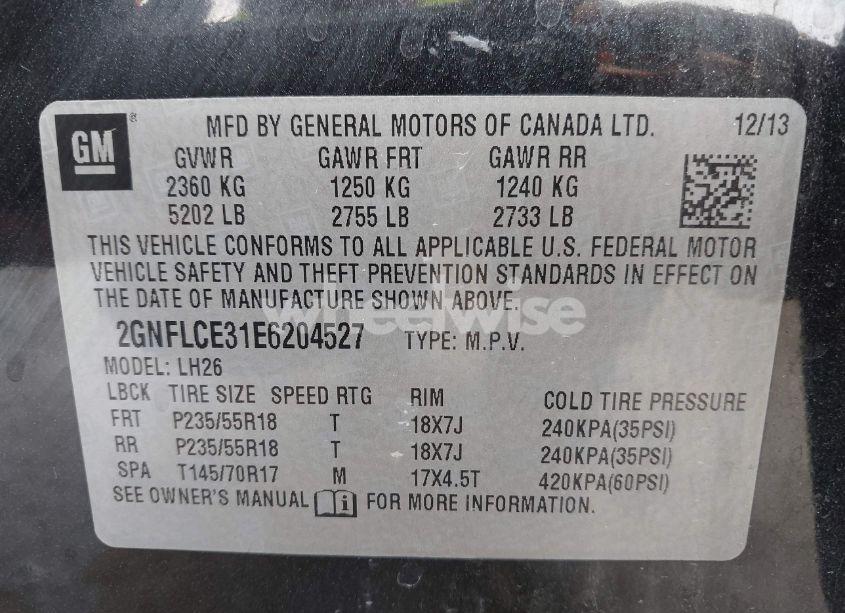 GM ®
MFD BY GENERAL MOTORS OF CANADA LTD. 12/13
GVWR GAWR FRT GAWR RR
2360 KG 1250 KG 1240 KG
5202 LB 2755 LB 2733 LB
THIS VEHICLE CONFORMS TO ALL APPLICABLE U.S. FEDERAL MOTOR
VEHICLE SAFETY AND THEFT PREVENTION STANDARDS IN EFFECT ON
THE DATE OF MANUFACTURE SHOWN ABOVE.
wheelwise
2GNFLCE31E6204527 TYPE: M.P.V.
MODEL: LH26
LBCK TIRE SIZE SPEED RTG RIM COLD TIRE PRESSURE
FRT P235/55R18 T 18X7J 240KPA(35PSI)
RR P235/55R18 T 18X7J 240KPA(35PSI)
SPA T145/70R17 M 17X4.5T 420KPA(60PSI)
SEE OWNER'S MANUAL i FOR MORE INFORMATION.